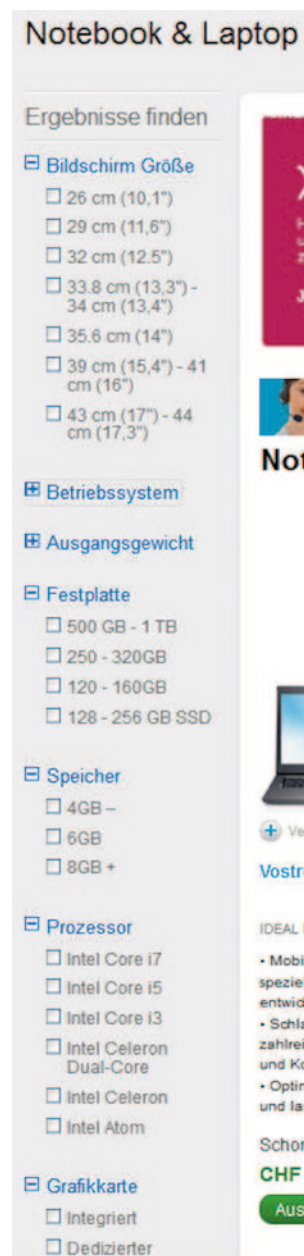 Notebook & Laptop
Ergebnisse finden
Bildschirm Größe
26 cm (10,1")
29 cm (11,6")
32 cm (12.5")
33.8 cm (13,3") -
34 cm (13,4")
35.6 cm (14")
39 cm (15,4") - 41
cm (16")
43 cm (17") - 44
cm (17,3")
Betriebssystem
Ausgangsgewicht
Festplatte
500 GB - 1 TB
250 - 320GB
120 - 160GB
128 - 256 GB SSD
Speicher
4GB –
6GB
8GB +
Prozessor
Intel Core i7
Intel Core i5
Intel Core i3
Intel Celeron
Dual-Core
Intel Celeron
Intel Atom
Grafikkarte
Integriert
Dedizierter
Not
Ve
Vostr
IDEAL
• Mobi
spezie
entwic
• Schla
zahlrei
und Ko
• Optim
und la
Schon
CHF
Aus